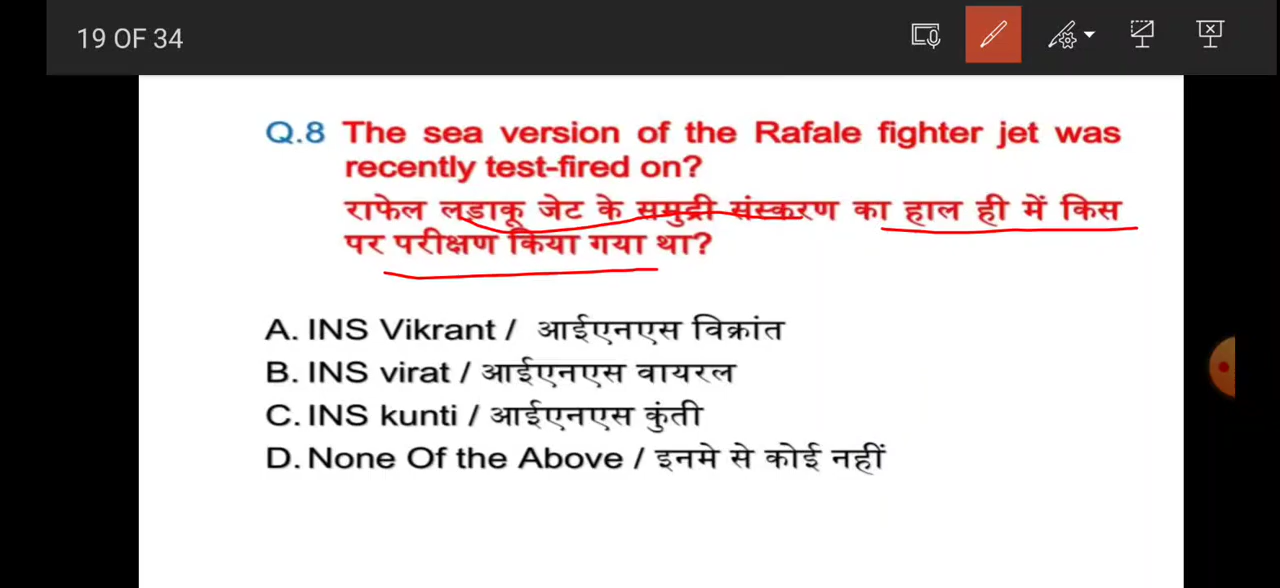 19 OF 34
Q.8 The sea version of the Rafale fighter jet was
recently test-fired on?
राफेल लडाकू जेट के समुद्री संस्करण का हाल ही में किस
पर परीक्षण किया गया था?
A. INS Vikrant / आईएनएस विक्रांत
B. INS virat / आईएनएस वायरल
C. INS kunti / आईएनएस कुंती
D. None Of the Above / इनमे से कोई नहीं